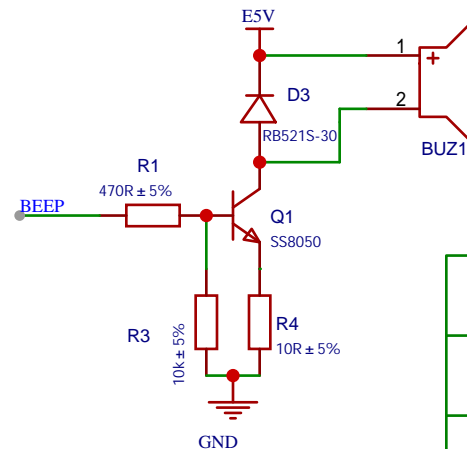 E5V
1
+
D3
2
RB521S-30
BUZ1
R1
470R±5%
BEEP
Q1
SS8050
R3
10k±5%
R4
10R±5%
GND